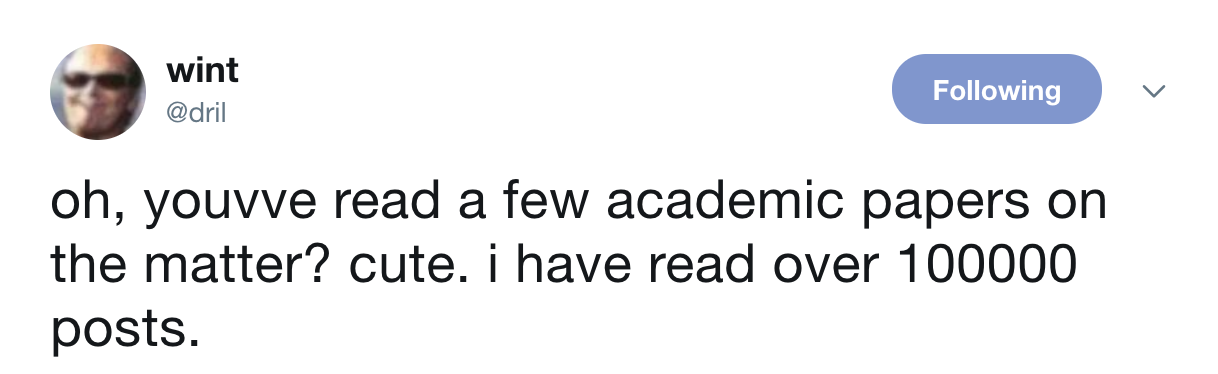 wint
@dril
Following
oh, youvve read a few academic papers on
the matter? cute. i have read over 100000
posts.